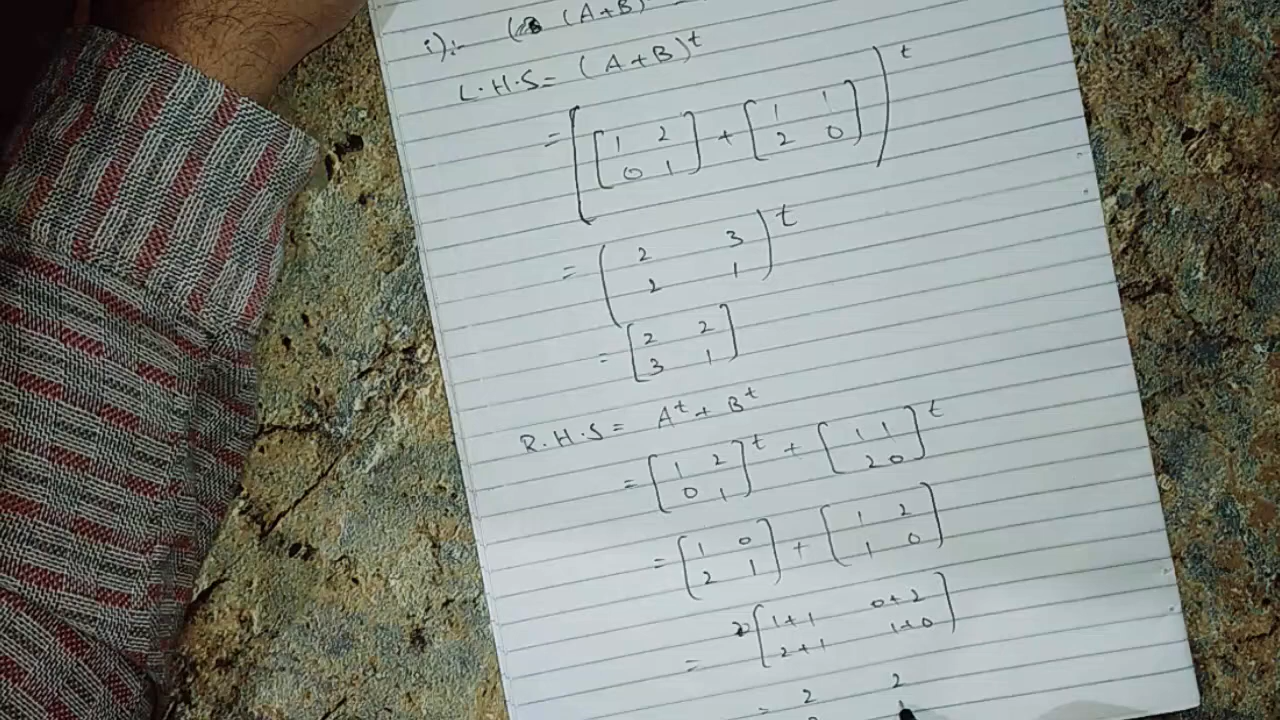 i):- (A+B)
L.H.S = (A+B)^t
= [[1 2
0 1] + [1 1
2 0])^t
= (2 3
2 1)^t
= [2 2
3 1]
R.H.S = A^t + B^t
= [1 2
0 1]^t + [1 1
2 0]^t
= [1 0
2 1] + [1 2
1 0]
= [1+1 0+2
2+1 1+0]
= 2 2